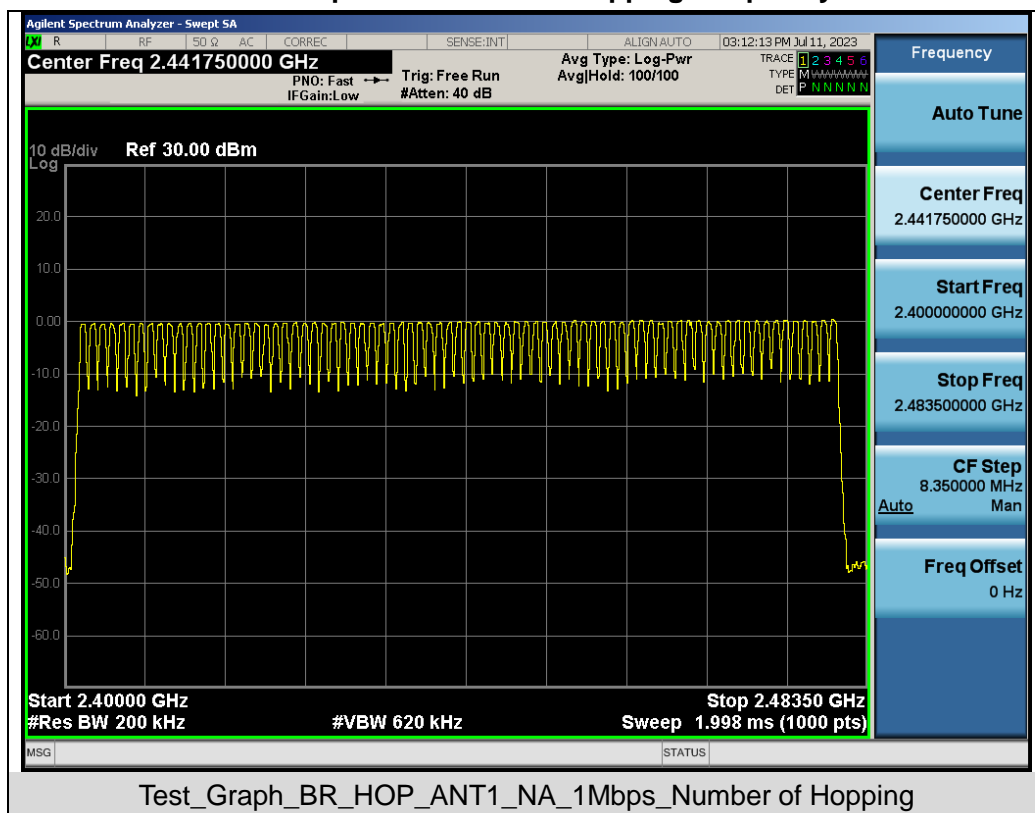 Agilent Spectrum Analyzer - Swept SA
LXI R RF 50 Ω AC CORREC SENSE:INT ALIGN AUTO 03:12:13 PM Jul 11, 2023
Center Freq 2.441750000 GHz
PNO: Fast
IFGain:Low
Trig: Free Run
#Atten: 40 dB
Avg Type: Log-Pwr
Avg|Hold: 100/100
TRACE 1 2 3 4 5 6
TYPE M
DET P N N N N N
10 dB/div Ref 30.00 dBm
Log
20.0
10.0
0.00
-10.0
-20.0
-30.0
-40.0
-50.0
-60.0
Start 2.40000 GHz Stop 2.48350 GHz
#Res BW 200 kHz #VBW 620 kHz Sweep 1.998 ms (1000 pts)
MSG STATUS
Frequency
Auto Tune
Center Freq
2.441750000 GHz
Start Freq
2.400000000 GHz
Stop Freq
2.483500000 GHz
CF Step
8.350000 MHz
Auto Man
Freq Offset
0 Hz
Test_Graph_BR_HOP_ANT1_NA_1Mbps_Number of Hopping